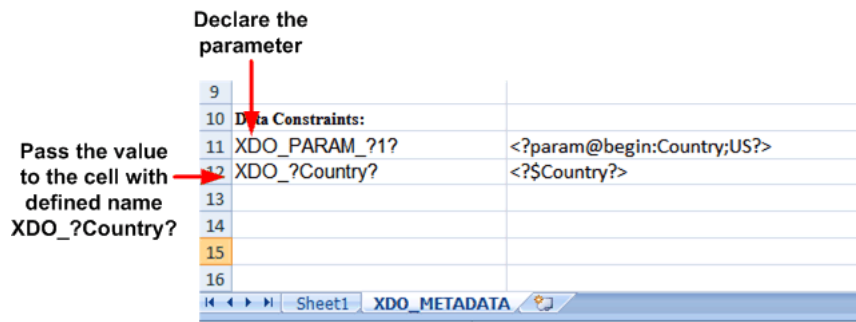 Declare the
parameter
9
10 Data Constraints:
11 XDO_PARAM_?1? <?param@begin:Country;US?>
Pass the value
to the cell with
defined name
XDO_?Country?
12 XDO_?Country? <?$Country?>
13
14
15
16
Sheet1 XDO_METADATA